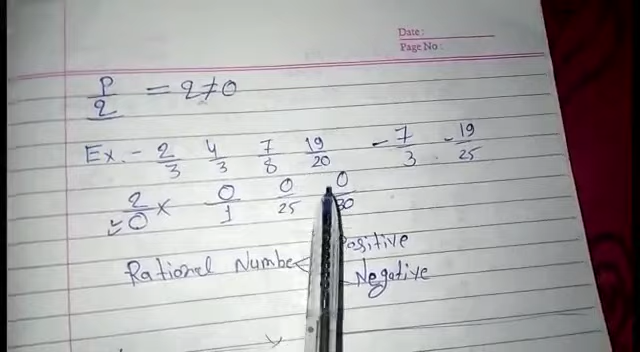 Date :
Page No :
P/q = q≠0
Ex. - 2/3 4/3 7/8 19/20 - 7/3 - 19/25
2/0 × 0/1 0/25 0/30
Rational Numbe Positive
Negative